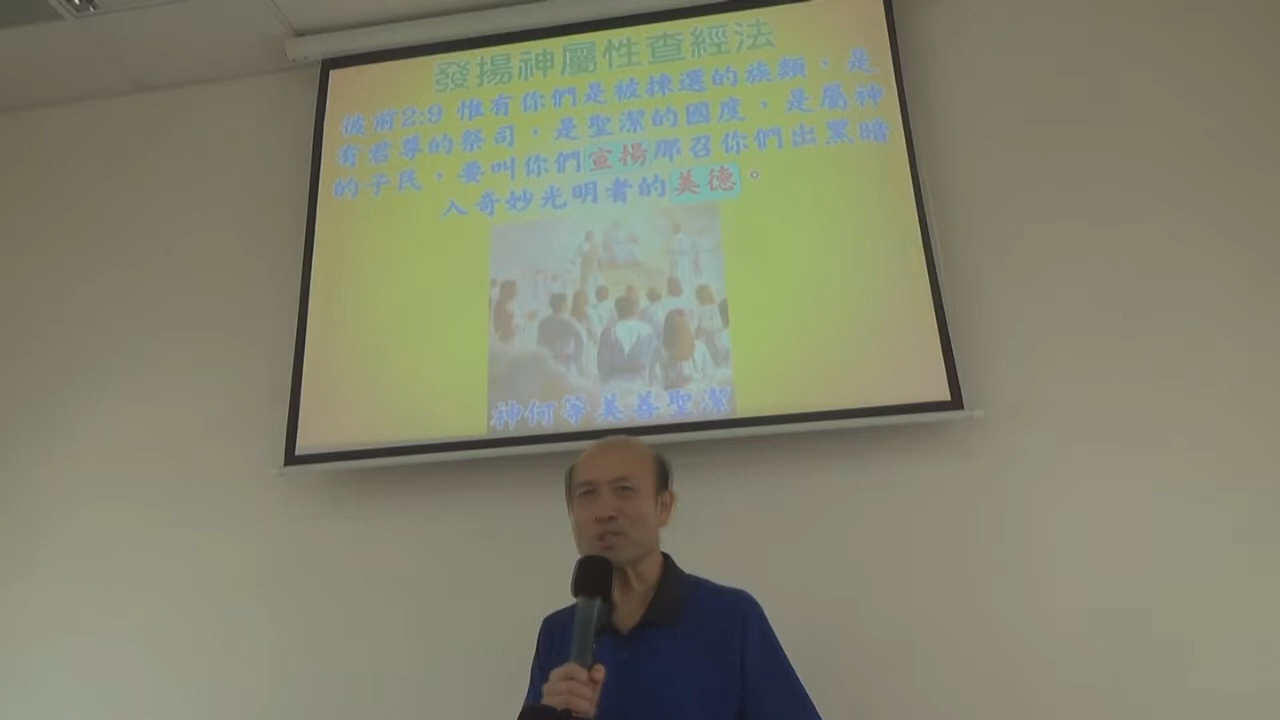 發揚神屬性查經法
彼前2:9 惟有你們是被揀選的族類，是
有君尊的祭司，是聖潔的國度，是屬神
的子民，要叫你們宣揚那召你們出黑暗
入奇妙光明者的美德。
神何等美善聖潔